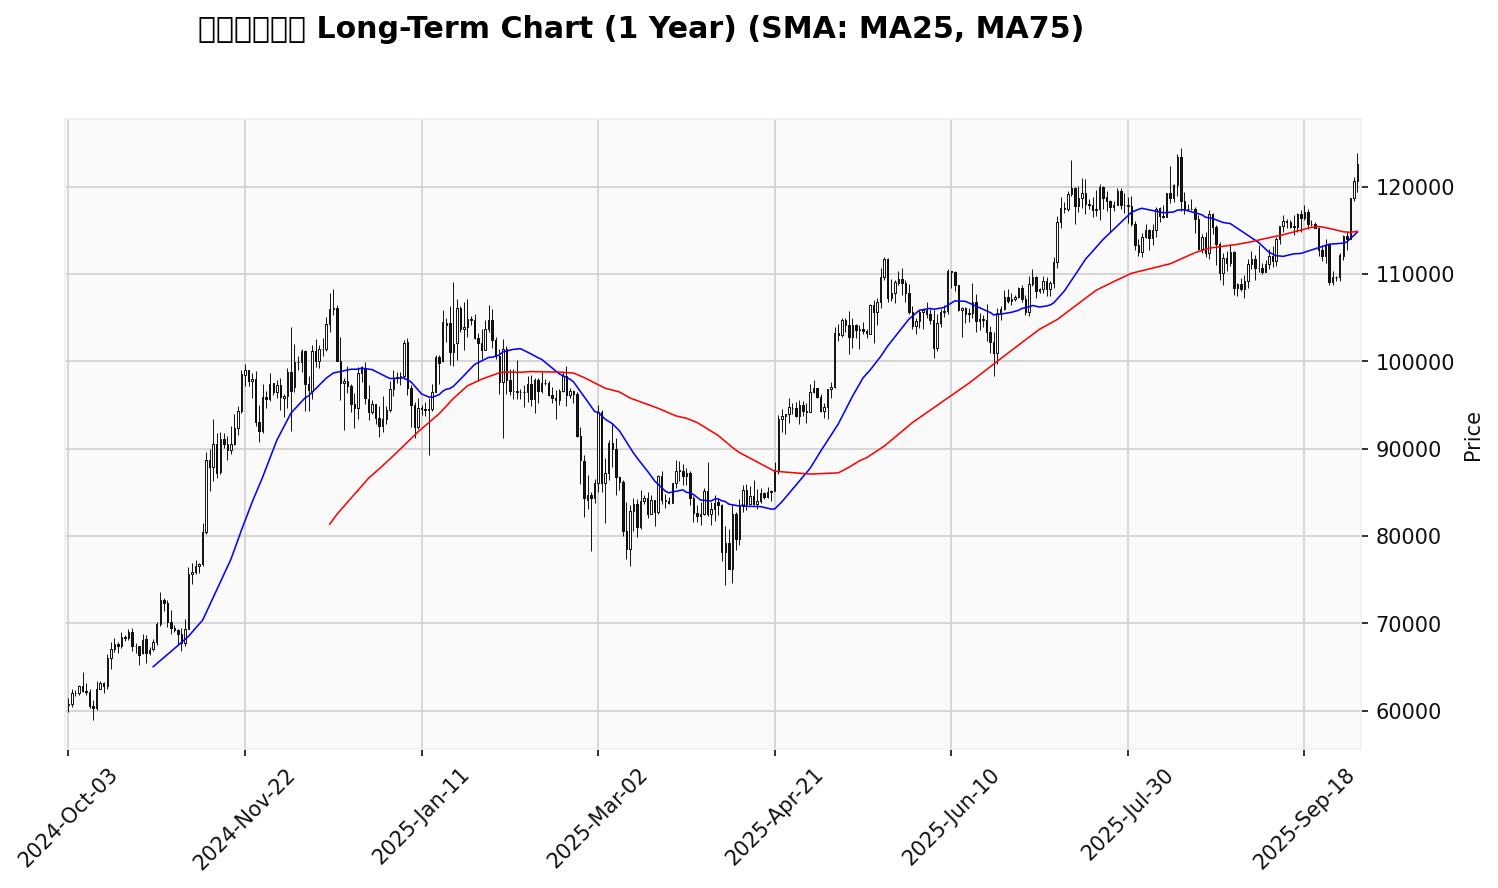 Long-Term Chart (1 Year) (SMA: MA25, MA75)
120000
110000
100000
90000
80000
70000
60000
Price
2024-Oct-03
2024-Nov-22
2025-Jan-11
2025-Mar-02
2025-Apr-21
2025-Jun-10
2025-Jul-30
2025-Sep-18